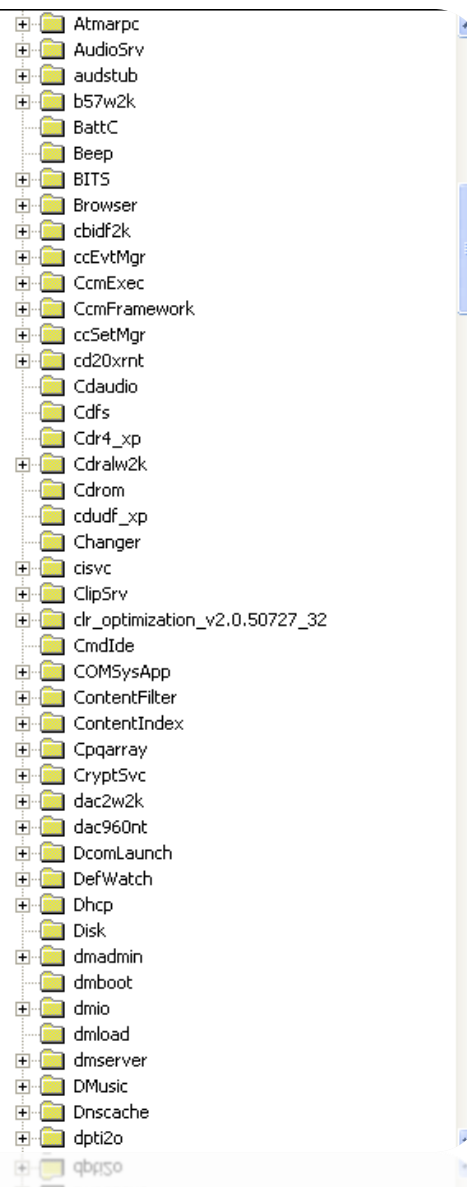 Atmarpc
AudioSrv
audstub
b57w2k
BattC
Beep
BITS
Browser
cbidf2k
ccEvtMgr
CcmExec
CcmFramework
ccSetMgr
cd20xrnt
Cdaudio
Cdfs
Cdr4_xp
Cdralw2k
Cdrom
cdudf_xp
Changer
cisvc
ClipSrv
clr_optimization_v2.0.50727_32
CmdIde
COMSysApp
ContentFilter
ContentIndex
Cpqarray
CryptSvc
dac2w2k
dac960nt
DcomLaunch
DefWatch
Dhcp
Disk
dmadmin
dmboot
dmio
dmload
dmserver
DMusic
Dnscache
dpti2o